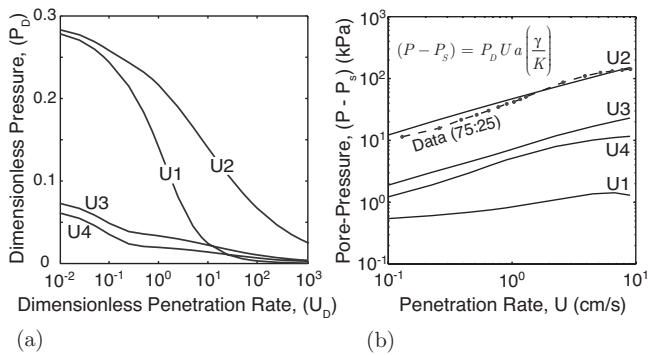 Dimensionless Pressure, (P_D)
0.3
0.2
0.1
0
U1
U2
U3
U4
10^-2 10^-1 10^0 10^1 10^2 10^3
Dimensionless Penetration Rate, (U_D)
(a)
Pore-Pressure, (P - P_s) (kPa)
10^3
10^2
10^1
10^0
10^-1
(P − P_S) = P_D U a (γ/K)
U2
Data (75:25)
U3
U4
U1
10^-1 10^0 10^1
Penetration Rate, U (cm/s)
(b)